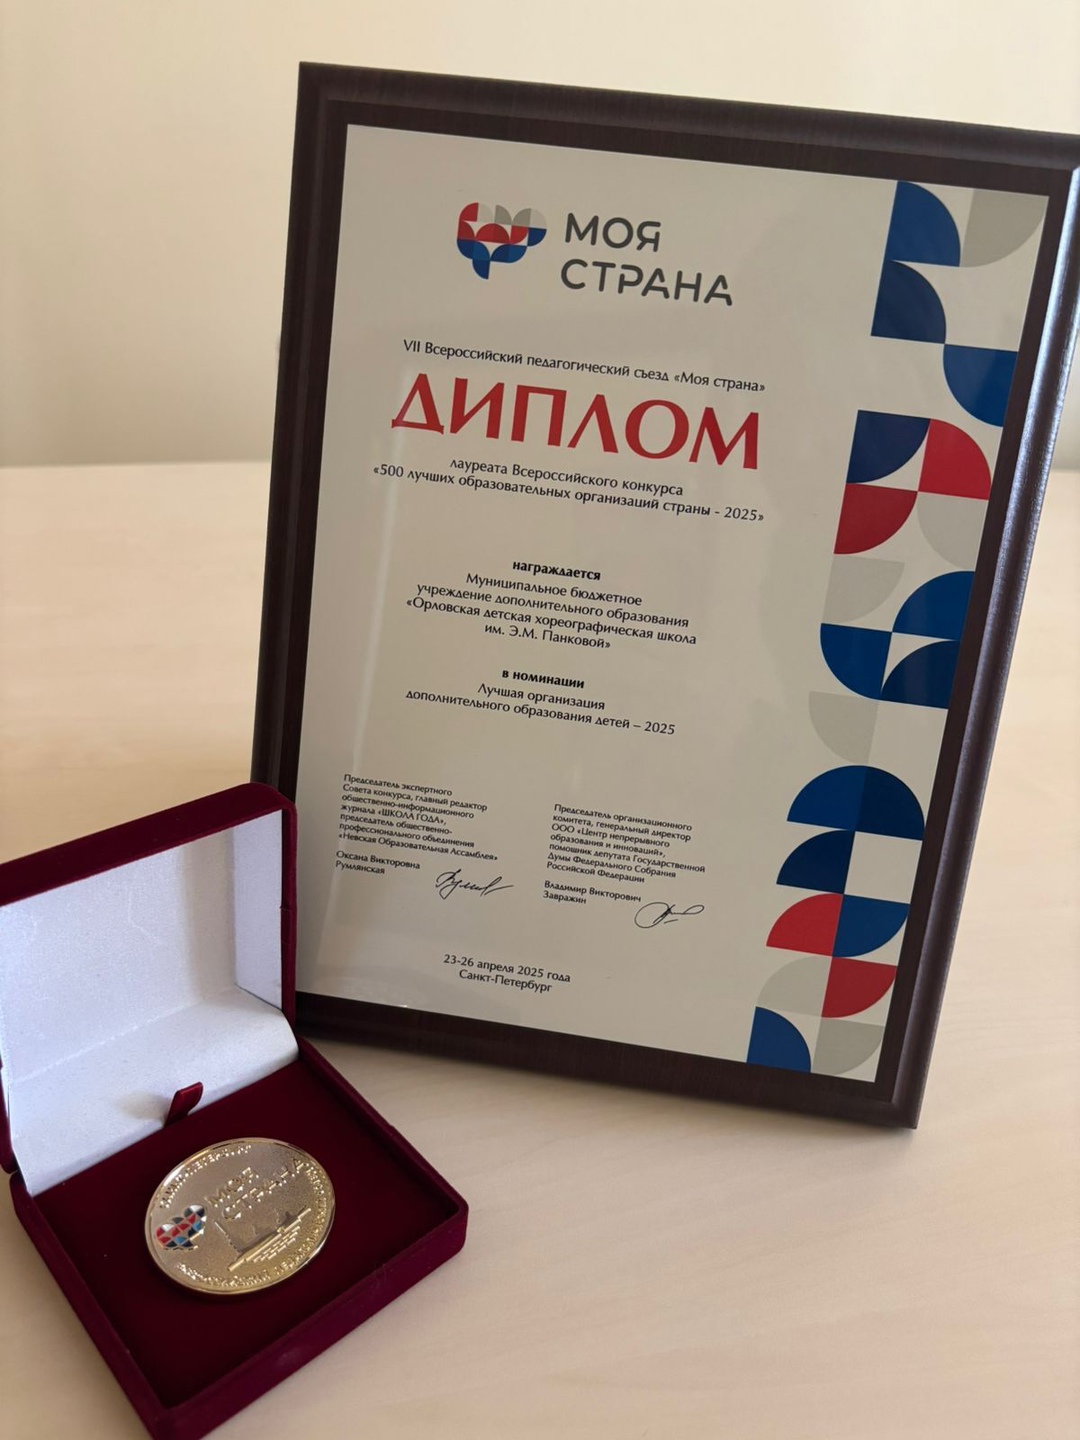 МОЯ
СТРАНА
VII Всероссийский педагогический съезд «Моя страна»
ДИПЛОМ
лауреата Всероссийского конкурса
«500 лучших образовательных организаций страны - 2025»
награждается
Муниципальное бюджетное
учреждение дополнительного образования
«Орловская детская хореографическая школа
им. Э.М. Панковой»
в номинации
Лучшая организация
дополнительного образования детей – 2025
Председатель экспертного
Совета конкурса, главный редактор
общественно-информационного
журнала «ШКОЛА ГОДА»,
председатель общественно-
профессионального объединения
«Невская Образовательная Ассамблея»
Оксана Викторовна
Румлянская
Председатель организационного
комитета, генеральный директор
ООО «Центр непрерывного
образования и инноваций»,
помощник депутата Государственной
Думы Федерального Собрания
Российской Федерации
Владимир Викторович
Завражин
23-26 апреля 2025 года
Санкт-Петербург
МОЯ
СТРАНА